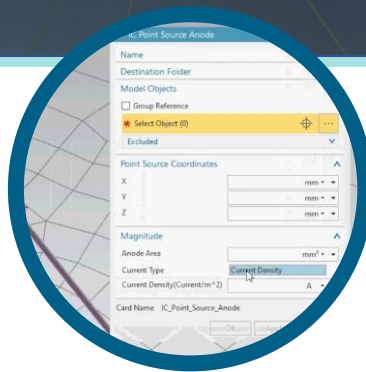 IC Point Source Anode
Name
Destination Folder
Model Objects
Group Reference
* Select Object (0) ...
Excluded
Point Source Coordinates
X mm
Y mm
Z mm
Magnitude
Anode Area mm²
Current Type Current Density
Current Density(Current/m^2) A
Card Name IC_Point_Source_Anode
OK Appl